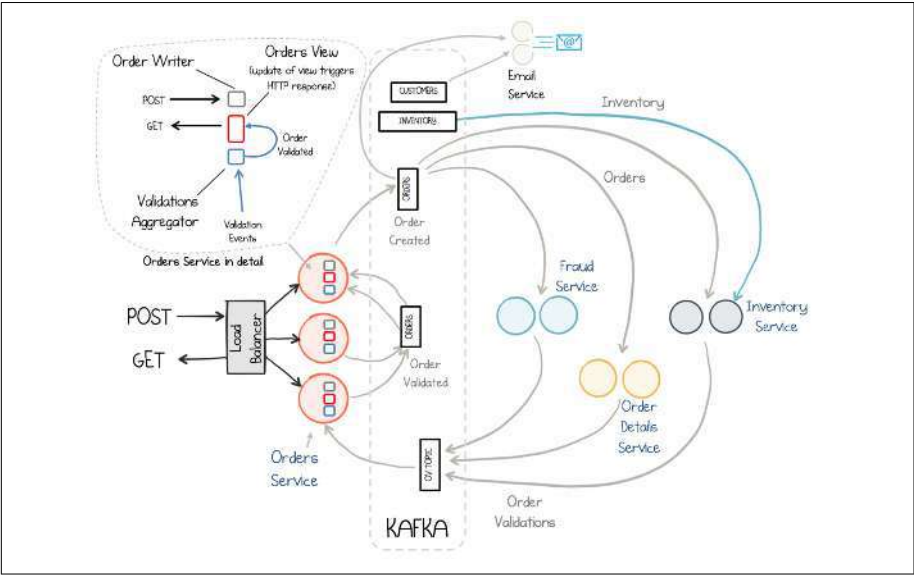 Orders View
(update of view triggers
HTTP response)
Order Writer
POST
GET
Order
Validated
Validations
Aggregator
Validation
Events
Orders Service in detail
CUSTOMERS
INVENTORY
Email
Service
Inventory
ORDERS
Order
Created
Orders
Fraud
Service
Inventory
Service
POST
GET
Load
Balancer
ORDERS
Order
Validated
Order
Details
Service
Orders
Service
OV TOPIC
Order
Validations
KAFKA